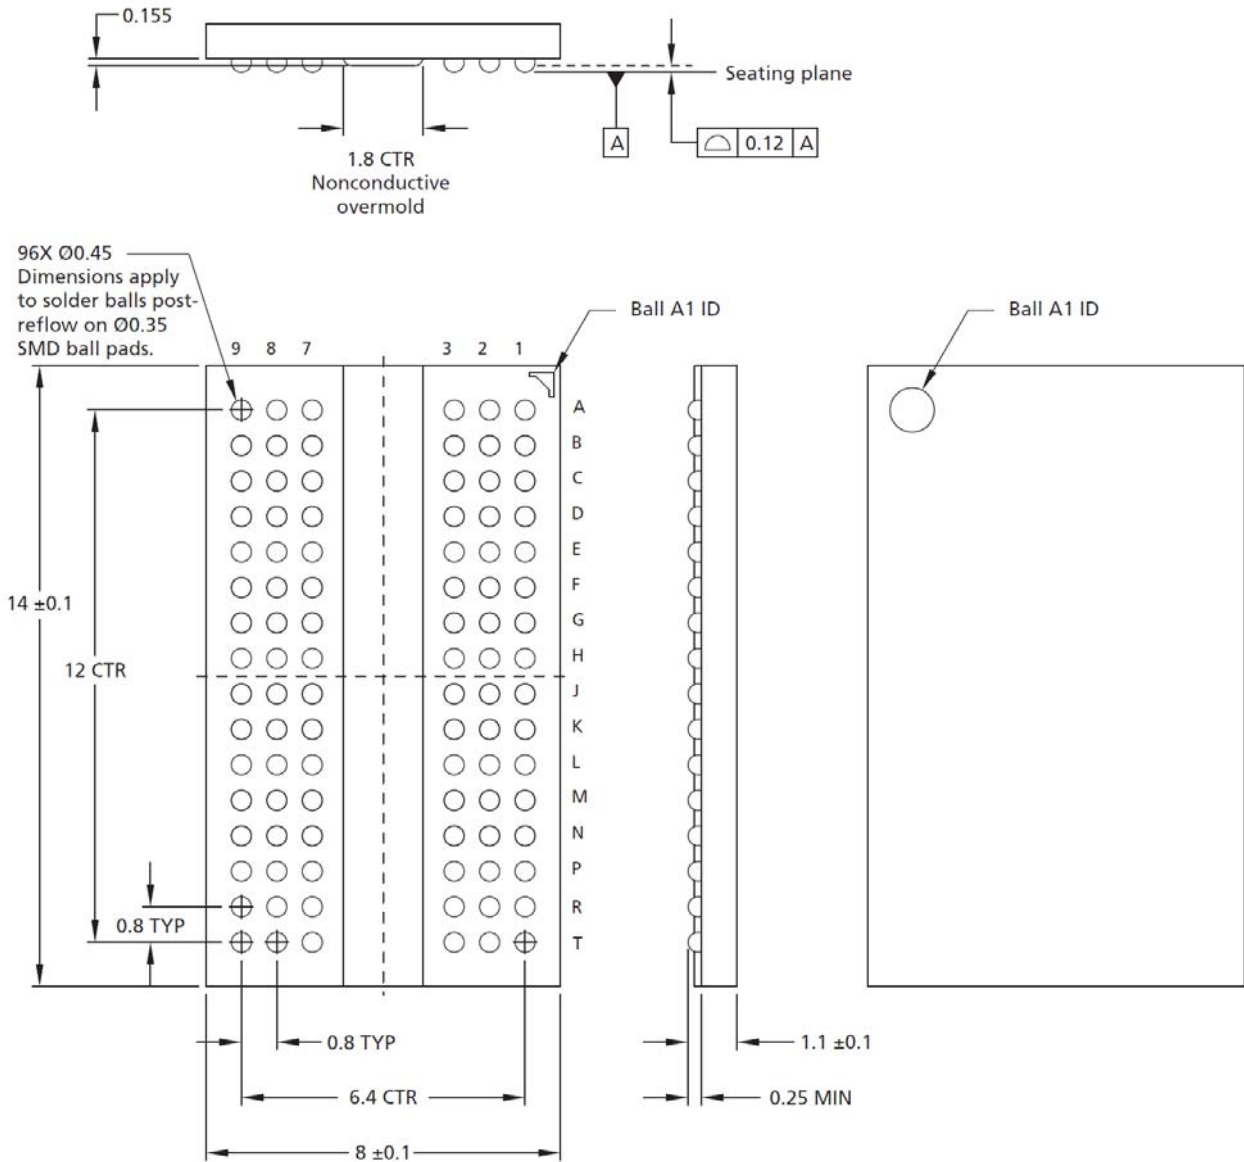 0.155
Seating plane
A
0.12 A
1.8 CTR
Nonconductive
overmold
96X Ø0.45
Dimensions apply
to solder balls post-
reflow on Ø0.35
SMD ball pads.
Ball A1 ID
Ball A1 ID
9 8 7 3 2 1
A
B
C
D
E
F
G
H
J
K
L
M
N
P
R
T
14 ±0.1
12 CTR
0.8 TYP
0.8 TYP
1.1 ±0.1
6.4 CTR
0.25 MIN
8 ±0.1